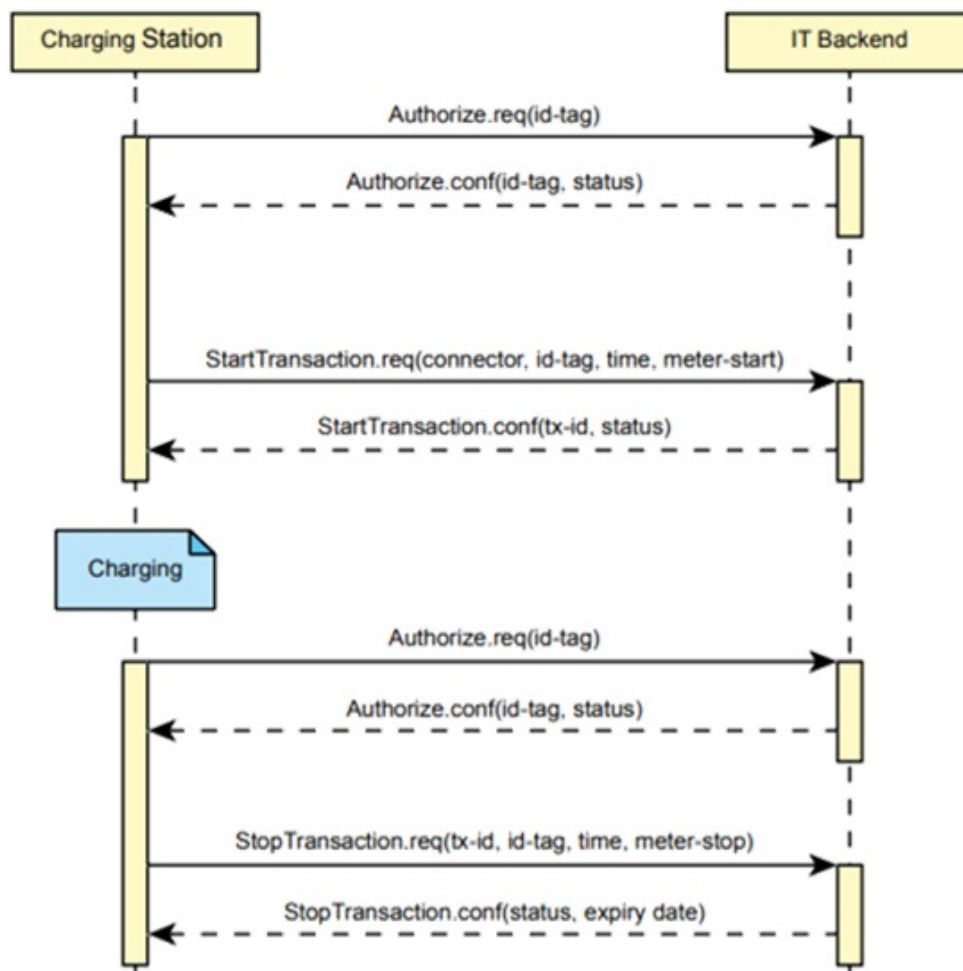 Charging Station
IT Backend
Authorize.req(id-tag)
Authorize.conf(id-tag, status)
StartTransaction.req(connector, id-tag, time, meter-start)
StartTransaction.conf(tx-id, status)
Charging
Authorize.req(id-tag)
Authorize.conf(id-tag, status)
StopTransaction.req(tx-id, id-tag, time, meter-stop)
StopTransaction.conf(status, expiry date)